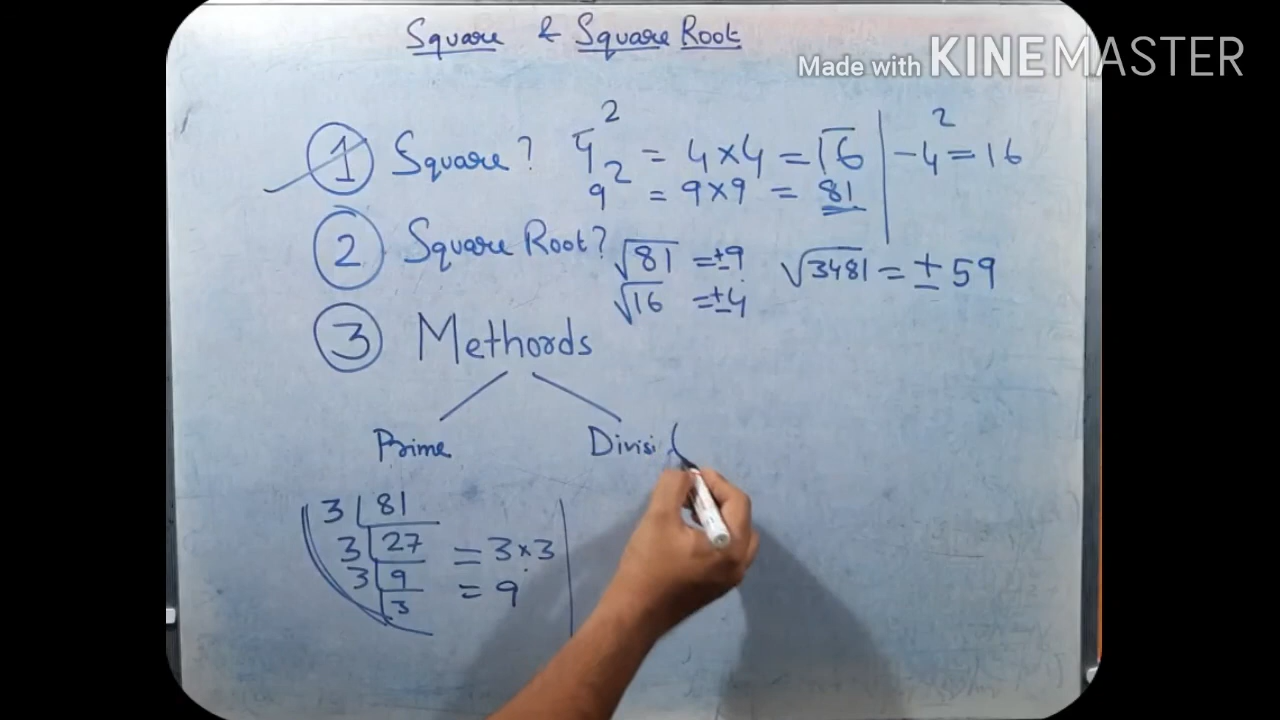 Square & Square Root
Made with KINEMASTER
1 Square? 4² = 4×4 = 16 | -4² = 16
9² = 9×9 = 81
2 Square Root? √81 = ±9 √3481 = ± 59
√16 = ±4
3 Methords
Prime Divisi
3 81
3 27 = 3×3
3 9 = 9
3